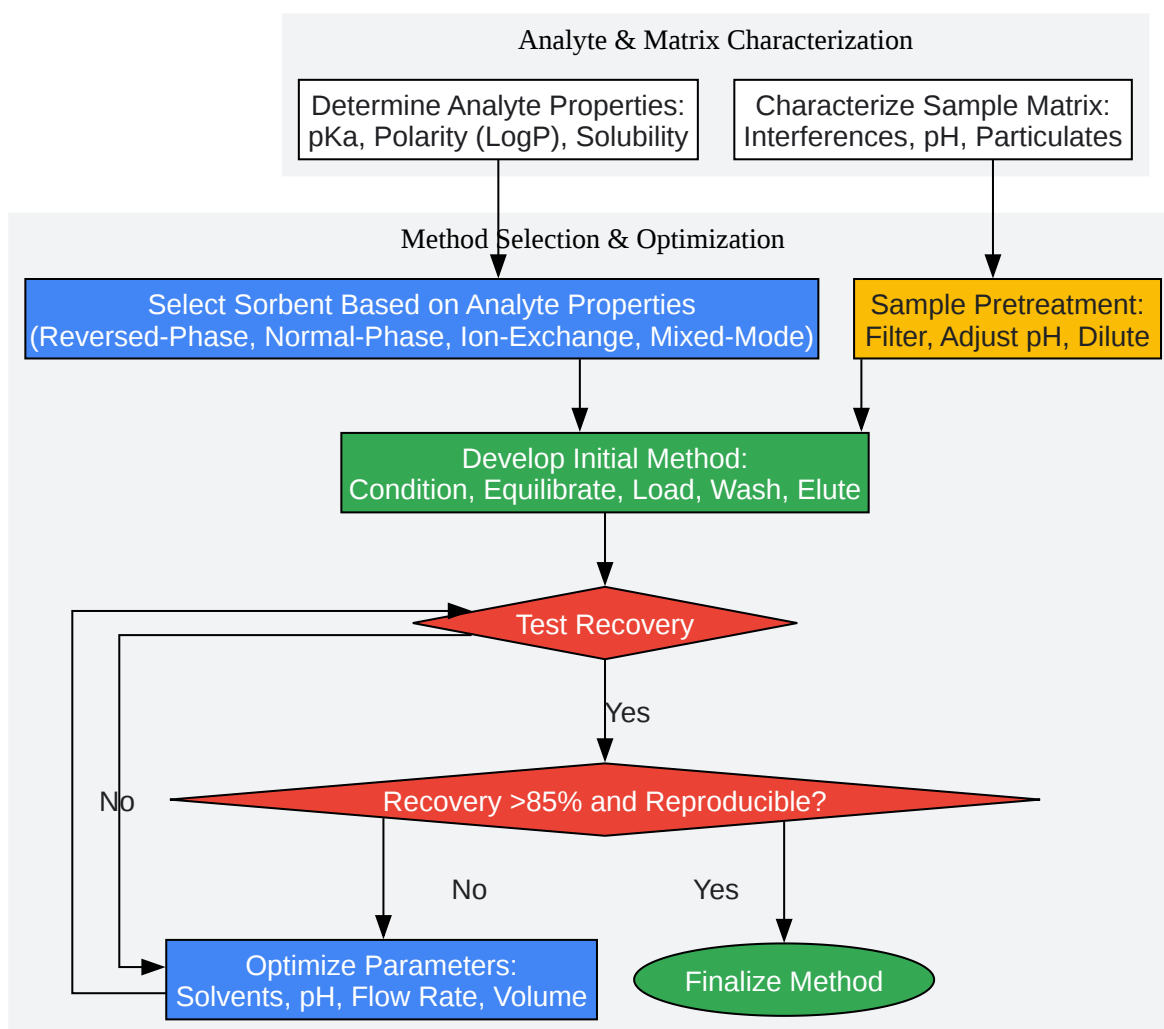 Analyte & Matrix Characterization
Determine Analyte Properties:
pKa, Polarity (LogP), Solubility
Characterize Sample Matrix:
Interferences, pH, Particulates
Method Selection & Optimization
Select Sorbent Based on Analyte Properties
(Reversed-Phase, Normal-Phase, Ion-Exchange, Mixed-Mode)
Sample Pretreatment:
Filter, Adjust pH, Dilute
Develop Initial Method:
Condition, Equilibrate, Load, Wash, Elute
Test Recovery
Yes
No
Recovery >85% and Reproducible?
No
Yes
Optimize Parameters:
Solvents, pH, Flow Rate, Volume
Finalize Method